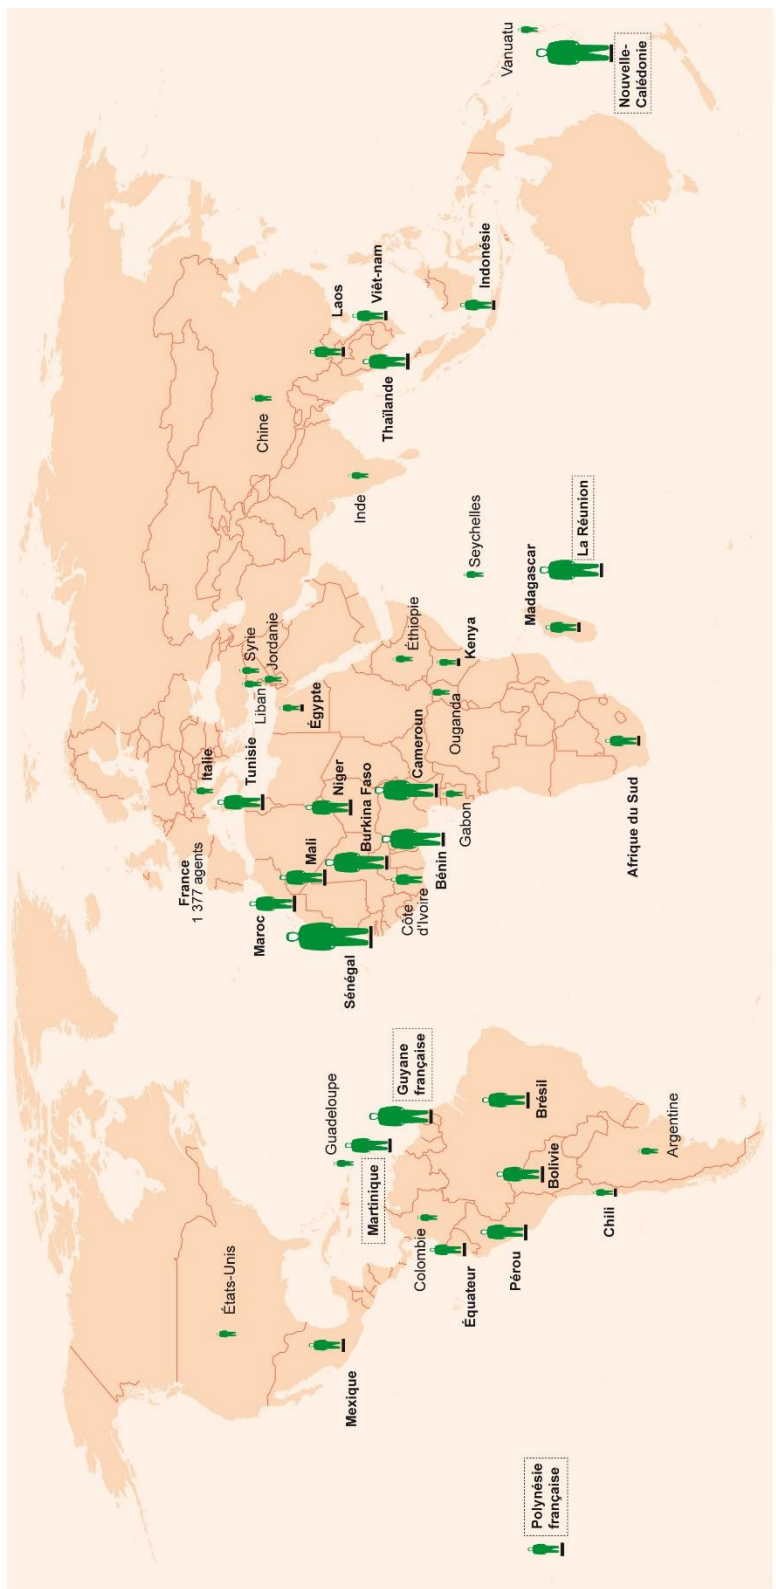 États-Unis
Mexique
Guadeloupe
Martinique
Guyane
française
Colombie
Équateur
Pérou
Bolivie
Brésil
Chili
Argentine
Polynésie
française
France
1 377 agents
Italie
Tunisie
Maroc
Mali
Niger
Burkina Faso
Sénégal
Côte
d'Ivoire
Bénin
Cameroun
Gabon
Afrique du Sud
Syrie
Liban
Jordanie
Égypte
Éthiopie
Ouganda
Kenya
Seychelles
Madagascar
La Réunion
Inde
Chine
Laos
Viêt-nam
Thaïlande
Indonésie
Vanuatu
Nouvelle-
Calédonie